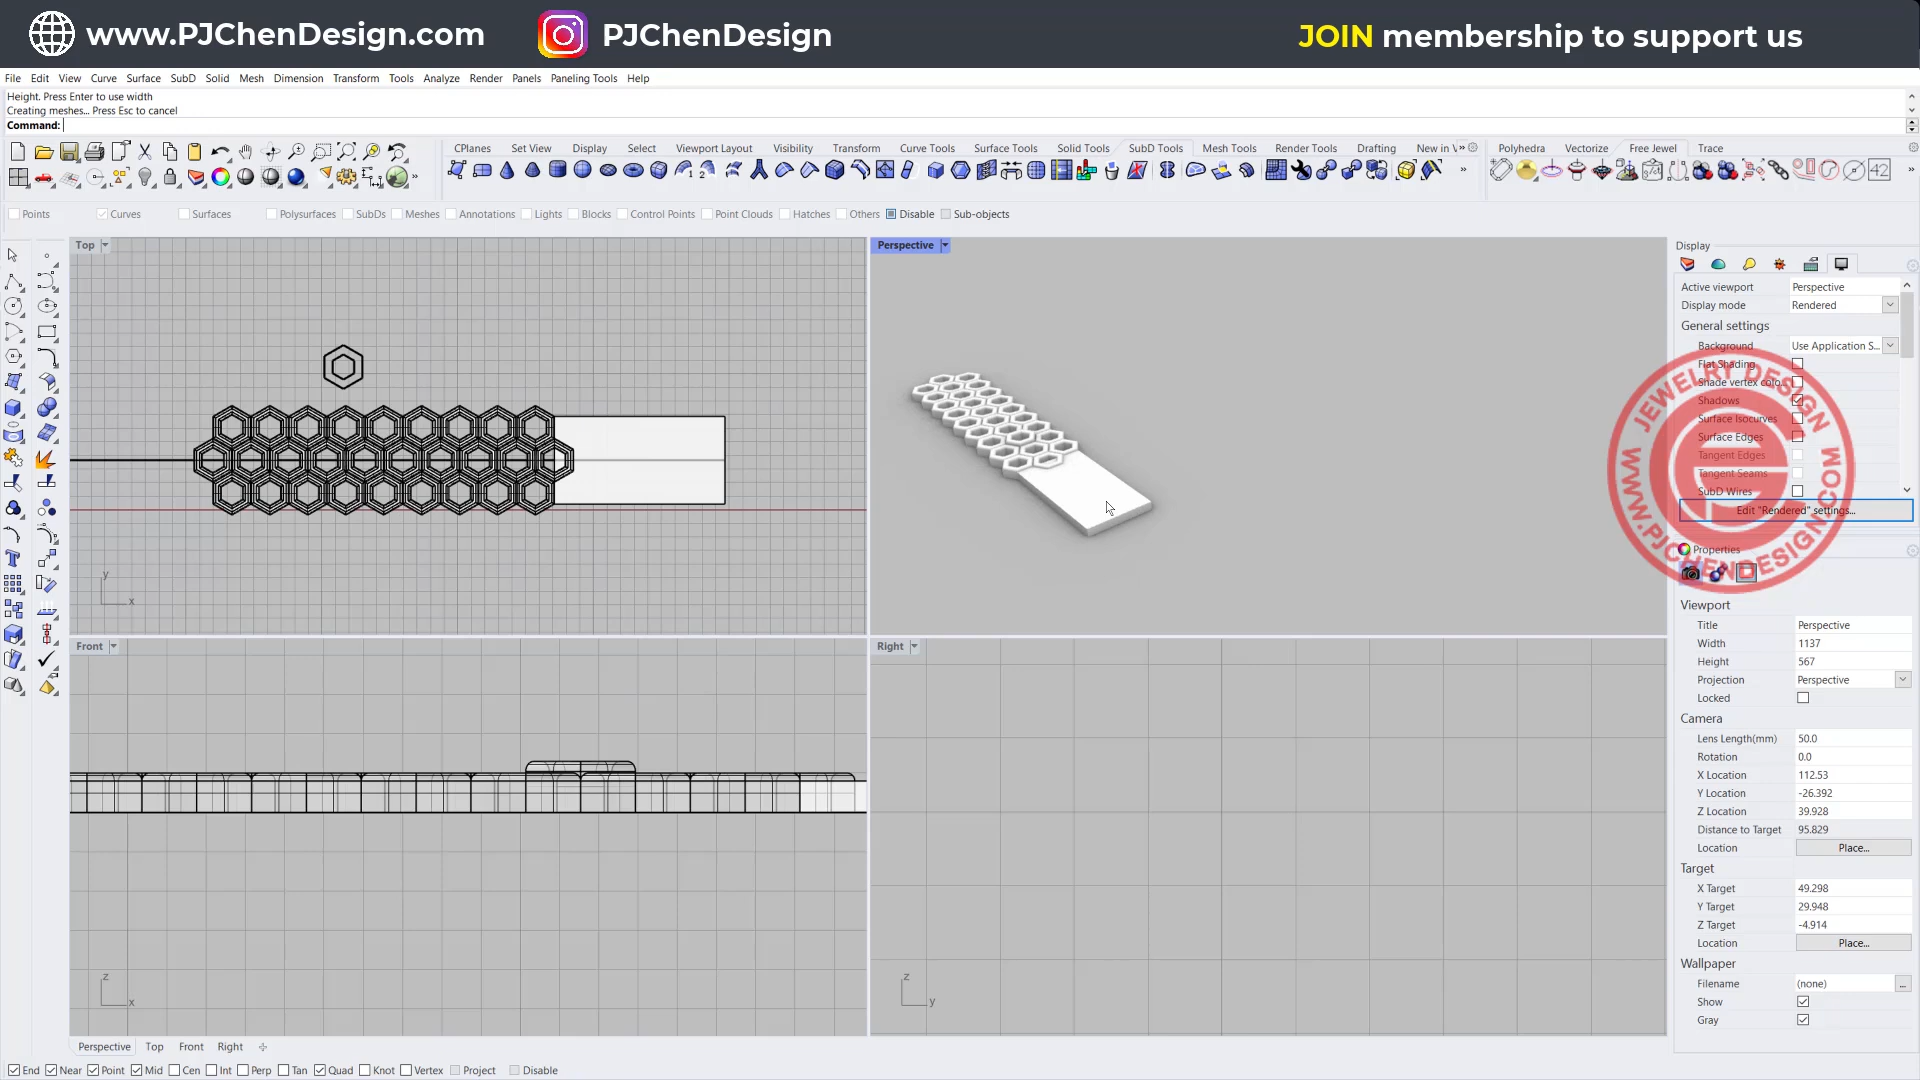 www.PJChenDesign.com PJChenDesign JOIN membership to support us
File Edit View Curve Surface SubD Solid Mesh Dimension Transform Tools Analyze Render Panels Paneling Tools Help
Height. Press Enter to use width
Creating meshes... Press Esc to cancel
Command:
CPlanes Set View Display Select Viewport Layout Visibility Transform Curve Tools Surface Tools Solid Tools SubD Tools Mesh Tools Render Tools Drafting New in V » Polyhedra Vectorize Free Jewel Trace
42
Points Curves Surfaces Polysurfaces SubDs Meshes Annotations Lights Blocks Control Points Point Clouds Hatches Others Disable Sub-objects
Top
Perspective
Display
Active viewport Perspective
Display mode Rendered
General settings
Background Use Application S...
Flat Shading
Shade vertex colo...
Shadows
Surface Isocurves
Surface Edges
Tangent Edges
Tangent Seams
SubD Wires
Edit "Rendered" settings...
JEWELRY DESIGN
WWW.PJCHENDESIGN.COM
Properties
Viewport
Title Perspective
Width 1137
Height 567
Projection Perspective
Locked
Camera
Lens Length(mm) 50.0
Rotation 0.0
X Location 112.53
Y Location -26.392
Z Location 39.928
Distance to Target 95.829
Location Place...
Target
X Target 49.298
Y Target 29.948
Z Target -4.914
Location Place...
Wallpaper
Filename (none) ...
Show
Gray
y
x
Front
Right
z
x
z
y
Perspective Top Front Right
End Near Point Mid Cen Int Perp Tan Quad Knot Vertex Project Disable